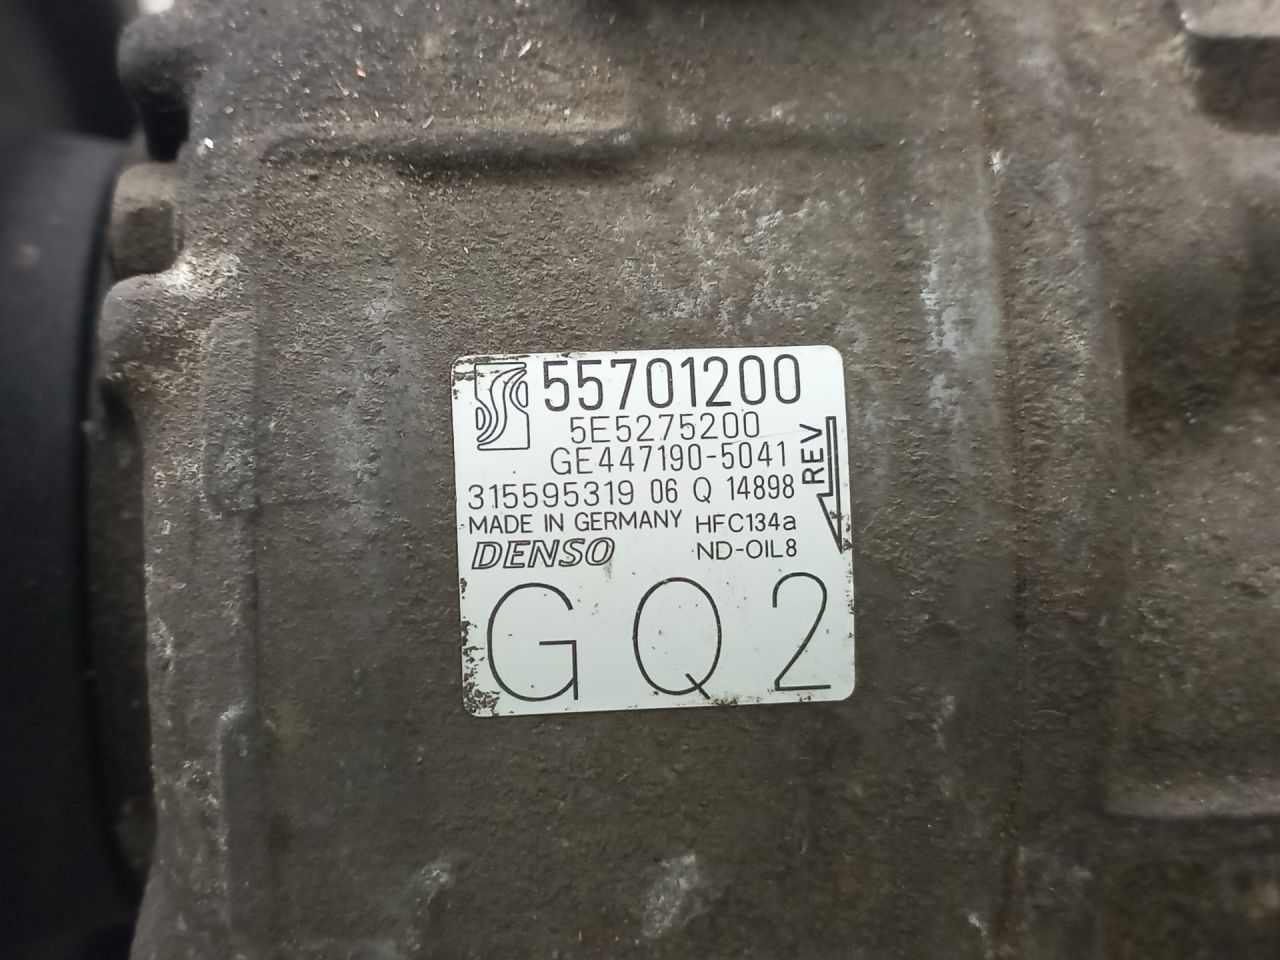 55701200
5E5275200
GE447190-5041
REV
315595319 06 Q 14898
MADE IN GERMANY HFC134a
DENSO ND-OIL8
GQ2